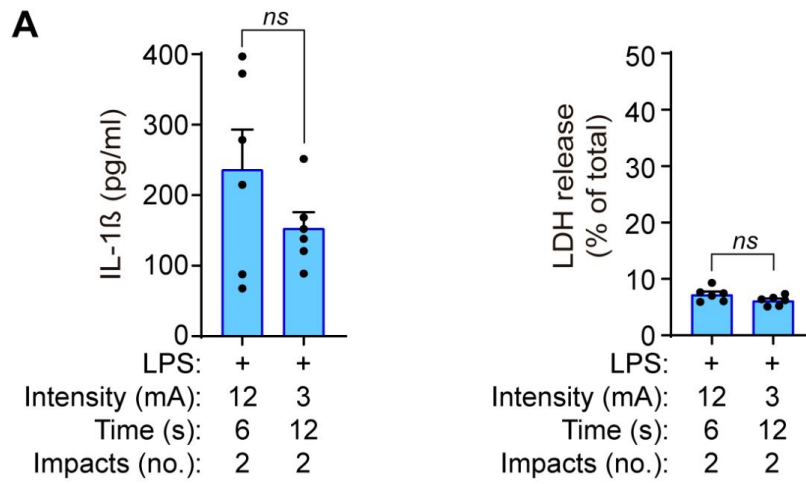 A
ns
400
300
200
100
0
IL-1ß (pg/ml)
LPS: + +
Intensity (mA): 12 3
Time (s): 6 12
Impacts (no.): 2 2
ns
50
40
30
20
10
0
LDH release
(% of total)
+ +
LPS:
Intensity (mA): 12 3
Time (s): 6 12
Impacts (no.): 2 2